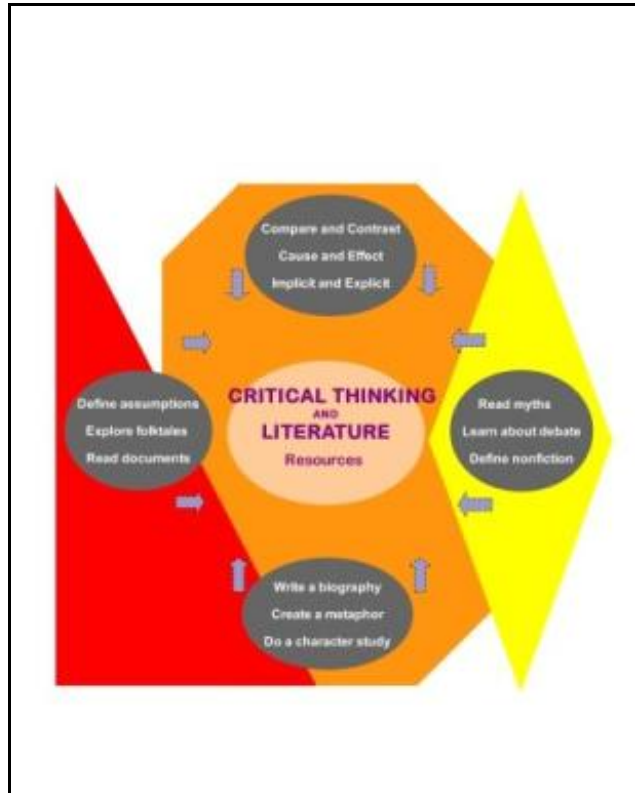 Compare and Contrast
Cause and Effect
Implicit and Explicit
Define assumptions
Explore folktales
Read documents
CRITICAL THINKING
AND
LITERATURE
Resources
Read myths
Learn about debate
Define nonfiction
Write a biography
Create a metaphor
Do a character study